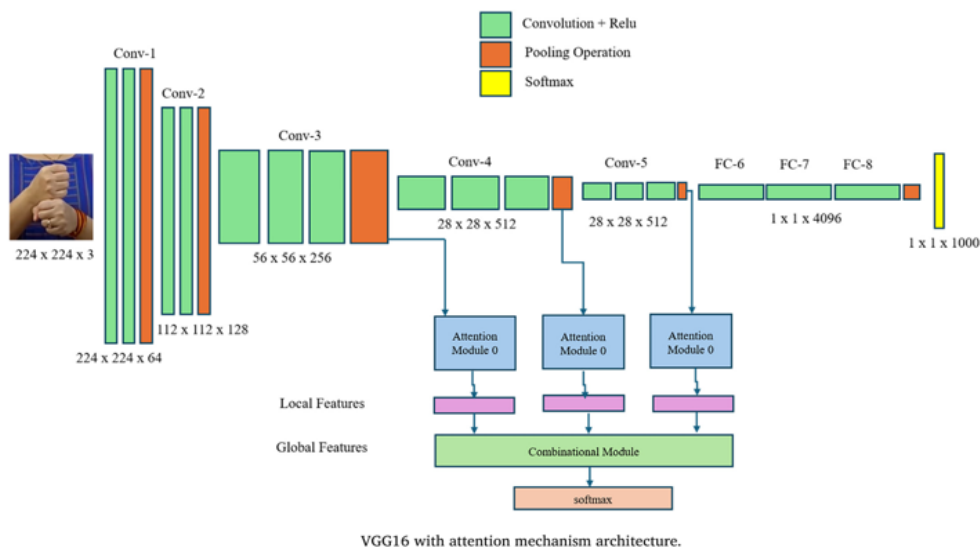 Convolution + Relu
Pooling Operation
Softmax
Conv-1
Conv-2
Conv-3
Conv-4
Conv-5
FC-6
FC-7
FC-8
224 x 224 x 3
224 x 224 x 64
112 x 112 x 128
56 x 56 x 256
28 x 28 x 512
28 x 28 x 512
1 x 1 x 4096
1 x 1 x 1000
Attention
Module 0
Attention
Module 0
Attention
Module 0
Local Features
Global Features
Combinational Module
softmax
VGG16 with attention mechanism architecture.